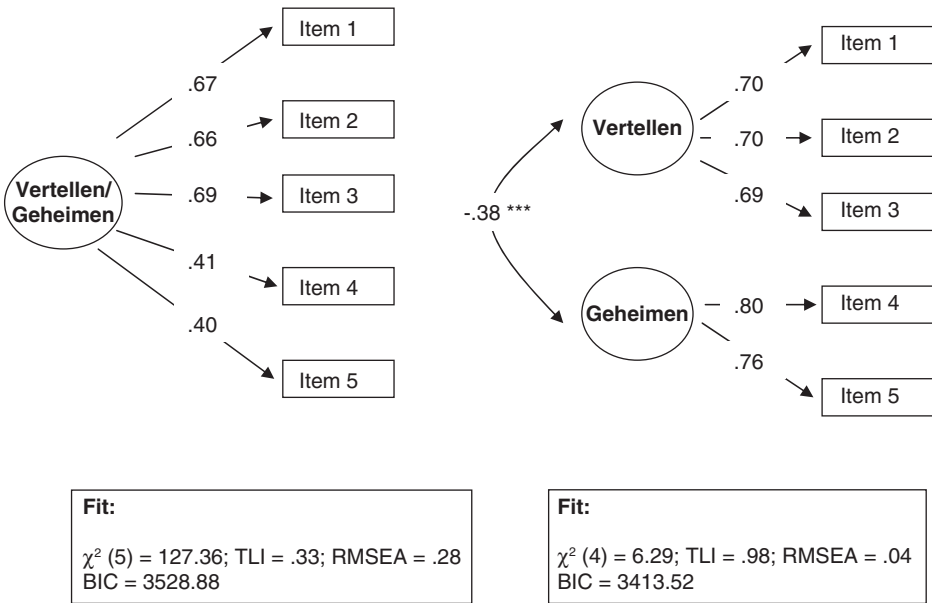 Item 1
.67
Item 2
.66
Vertellen/
Geheimen
.69
Item 3
.41
Item 4
.40
Item 5
Item 1
.70
Vertellen
.70
Item 2
.69
Item 3
-.38 ***
Geheimen
.80
Item 4
.76
Item 5
Fit:
χ² (5) = 127.36; TLI = .33; RMSEA = .28
BIC = 3528.88
Fit:
χ² (4) = 6.29; TLI = .98; RMSEA = .04
BIC = 3413.52